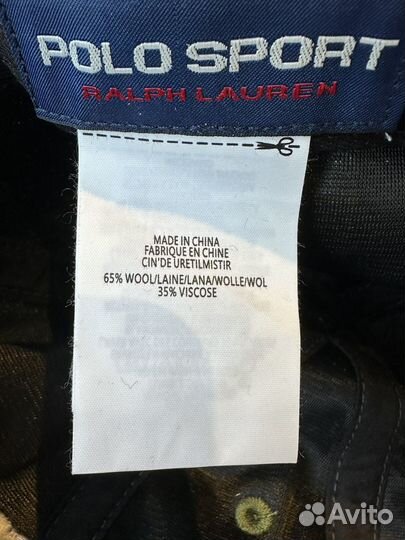 POLO SPORT
RALPH LAUREN
MADE IN CHINA
FABRIQUE EN CHINE
CIN'DE URETILMISTIR
65% WOOL/LAINE/LANA/WOLLE/WOL
35% VISCOSE
Avito